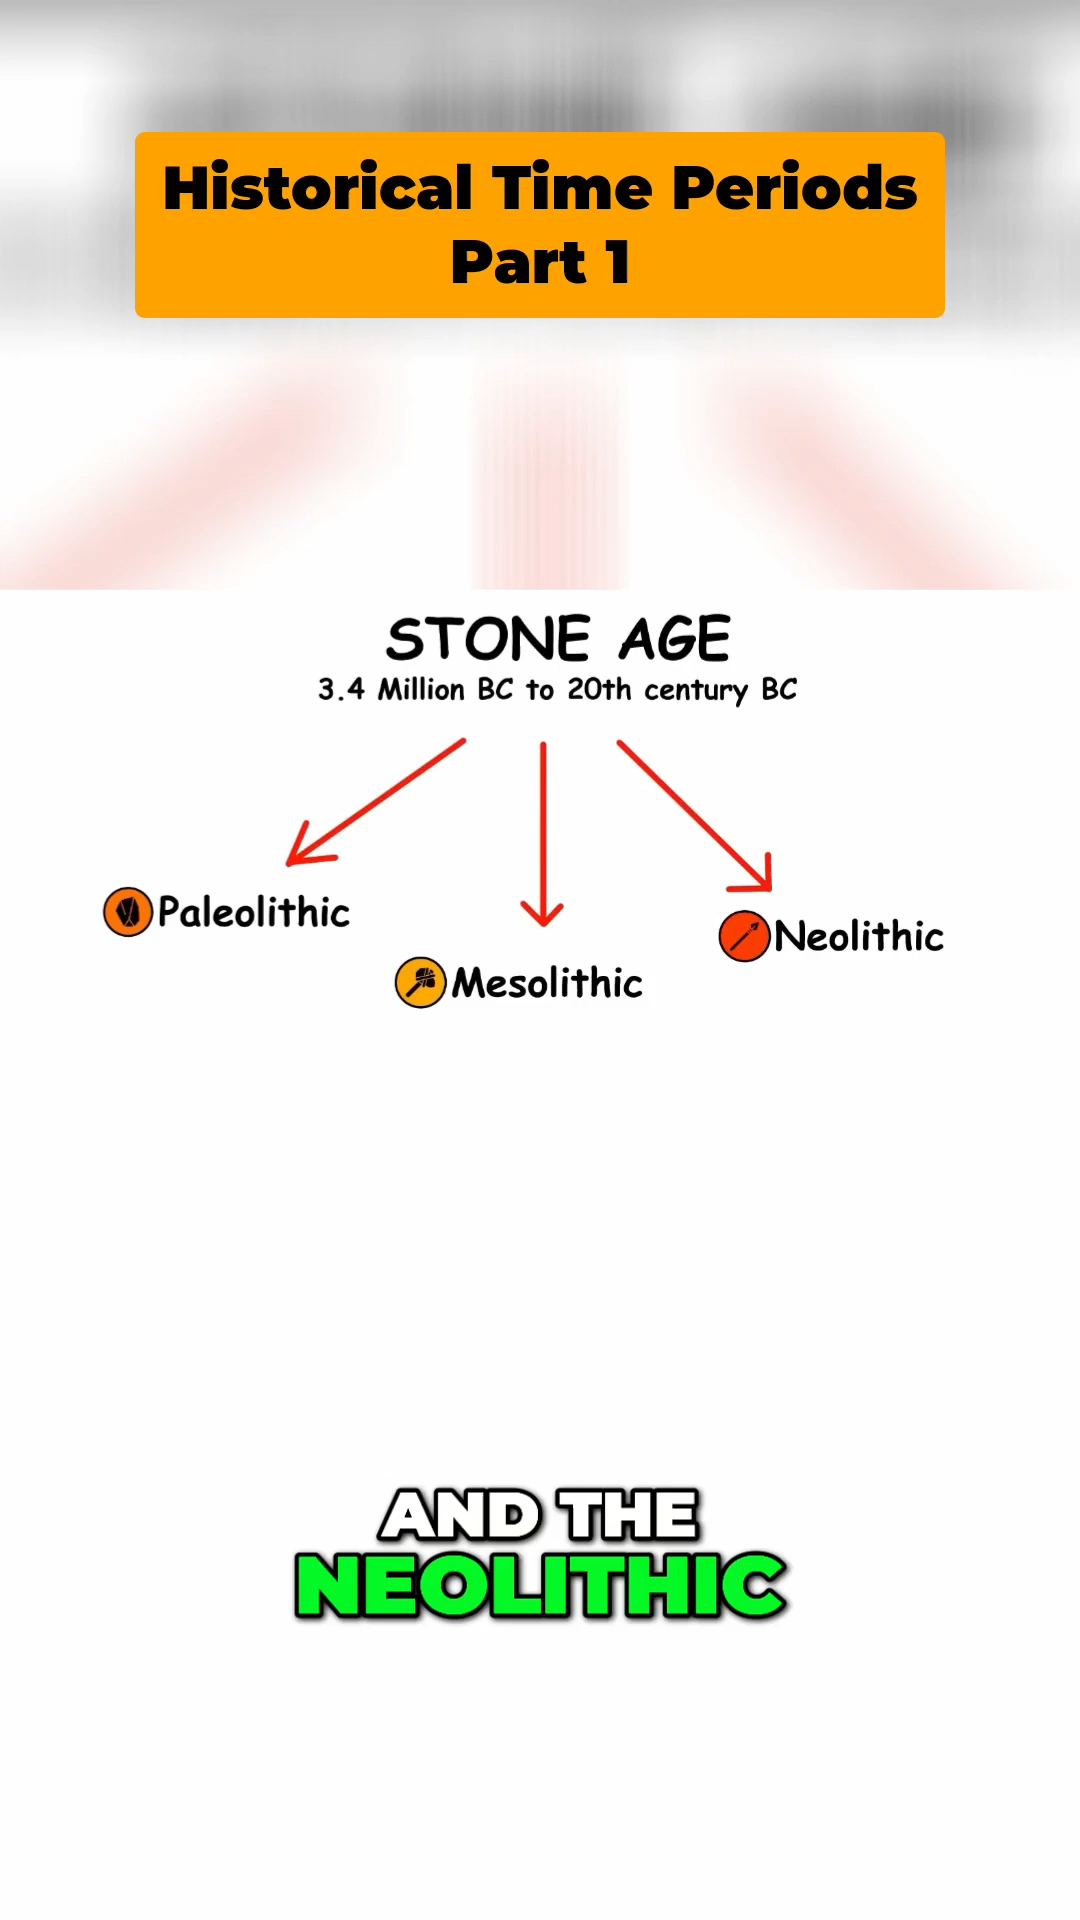 Historical Time Periods
Part 1
STONE AGE
3.4 Million BC to 20th century BC
Paleolithic
Mesolithic
Neolithic
AND THE
NEOLITHIC